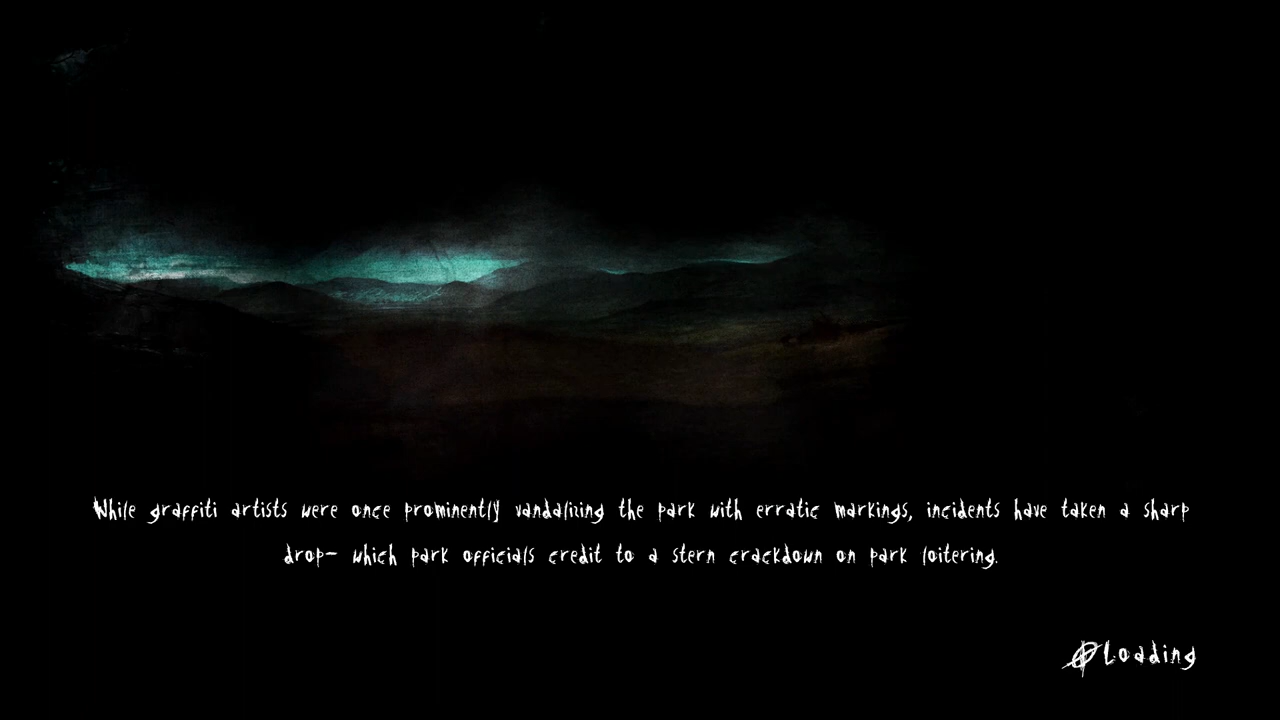 While graffiti artists were once prominently vandalizing the park with erratic markings, incidents have taken a sharp
drop- which park officials credit to a stern crackdown on park loitering.
Loading